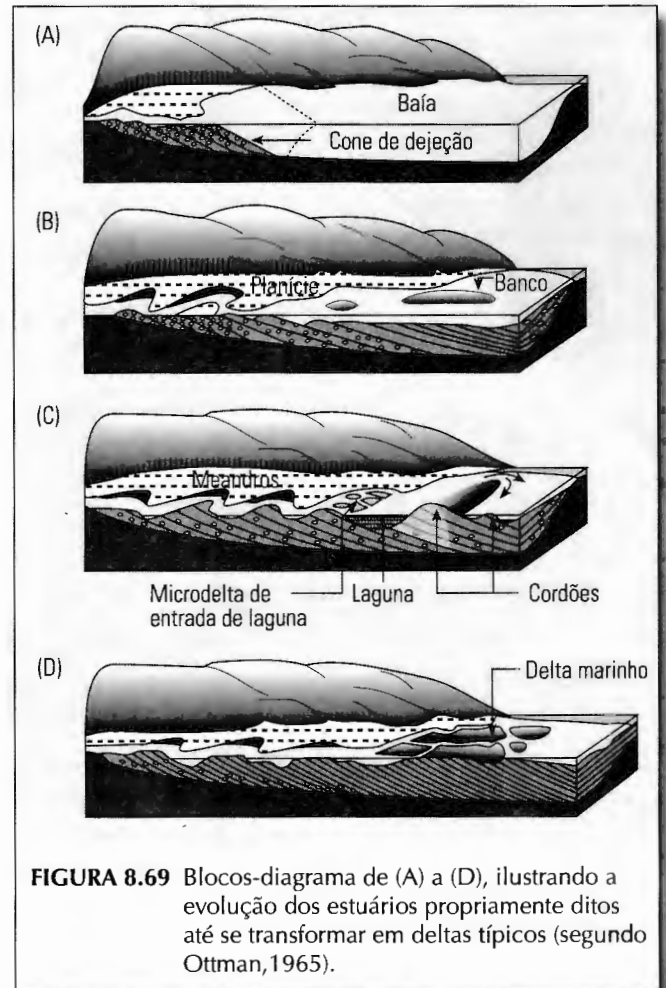 (A)
Baía
Cone de dejeção
(B)
Planície
Banco
(C)
Meandros
Microdelta de
entrada de laguna
Laguna
Cordões
(D)
Delta marinho
FIGURA 8.69 Blocos-diagrama de (A) a (D), ilustrando a
evolução dos estuários propriamente ditos
até se transformar em deltas típicos (segundo
Ottman,1965).